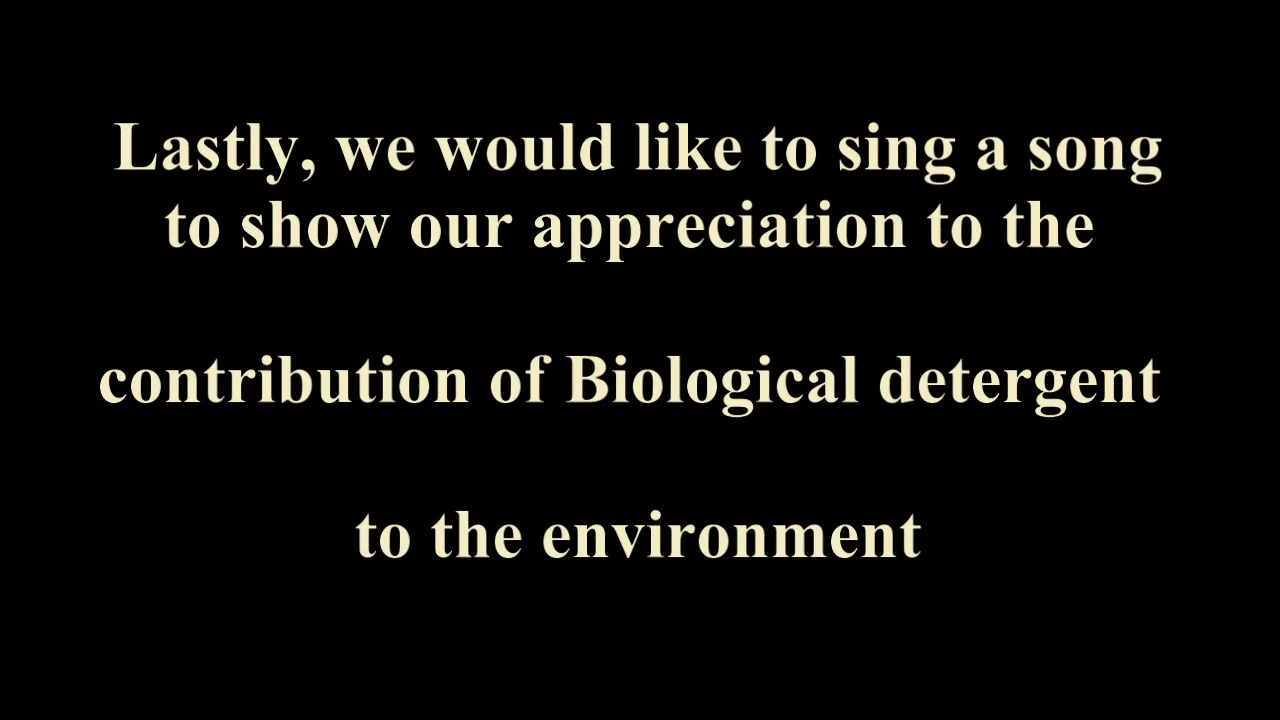 Lastly, we would like to sing a song
to show our appreciation to the
contribution of Biological detergent
to the environment